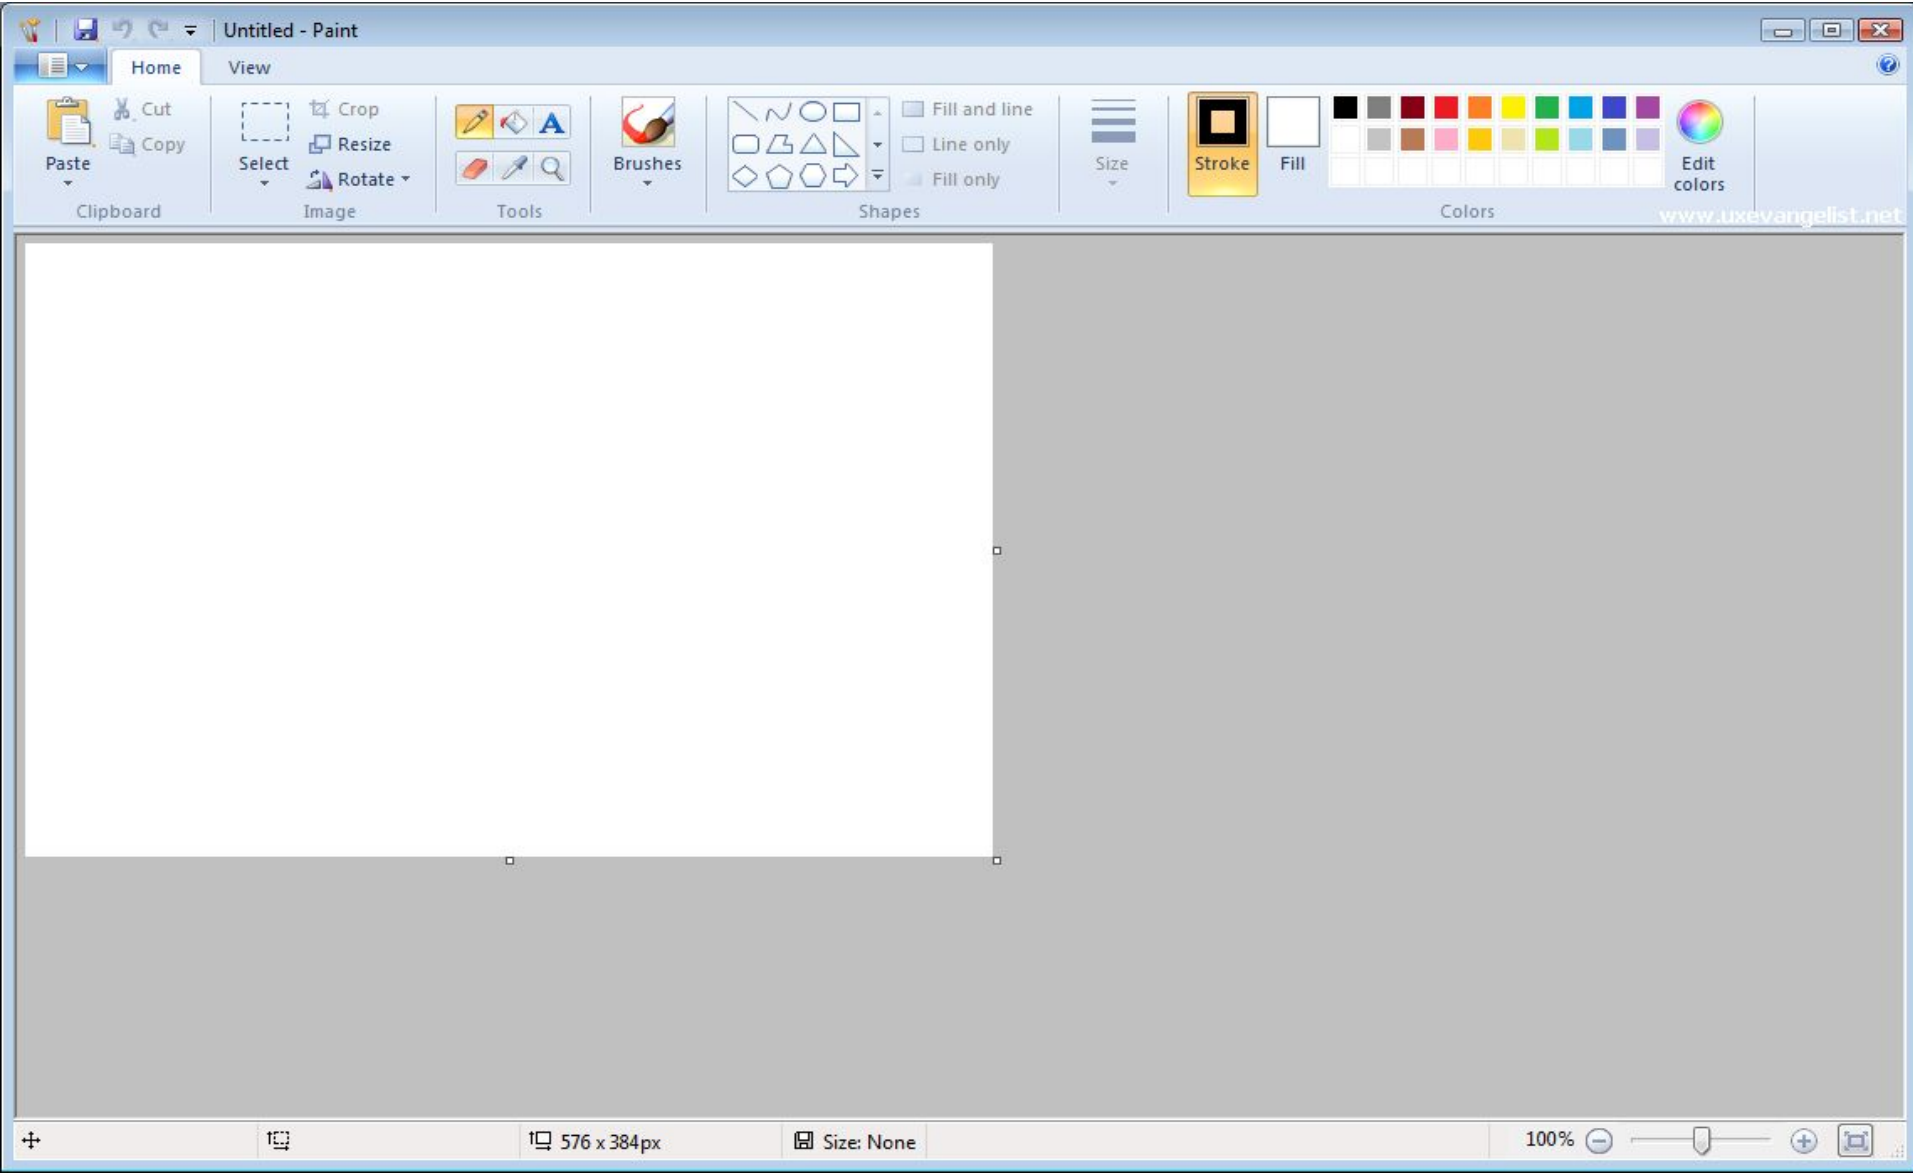 Untitled - Paint
Home View
Cut
Copy
Paste
Clipboard
Crop
Resize
Rotate
Select
Image
A
Tools
Brushes
Fill and line
Line only
Fill only
Shapes
Size
Stroke
Fill
Edit
colors
Colors
www.uxevangelist.net
576 x 384px
Size: None
100%